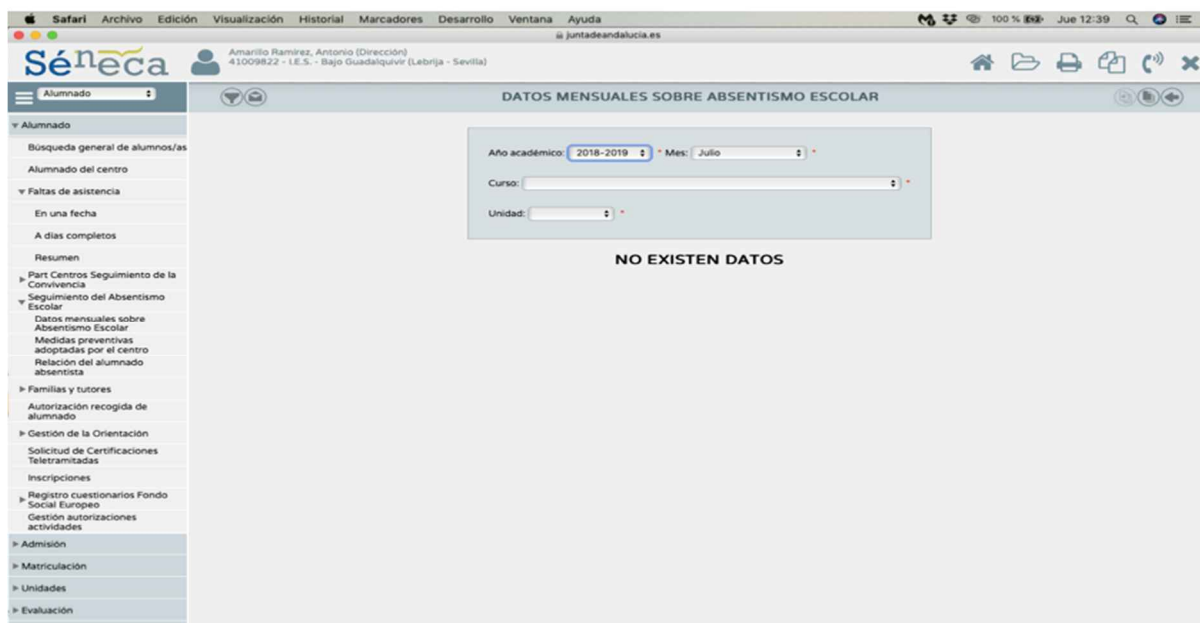 Safari Archivo Edición Visualización Historial Marcadores Desarrollo Ventana Ayuda 100 % Jue 12:39
juntadeandalucia.es
Séneca
Amarillo Ramírez, Antonio (Dirección)
41009822 - I.E.S. - Bajo Guadalquivir (Lebrija - Sevilla)
Alumnado
DATOS MENSUALES SOBRE ABSENTISMO ESCOLAR
Alumnado
Búsqueda general de alumnos/as
Alumnado del centro
Faltas de asistencia
En una fecha
A días completos
Resumen
Part Centros Seguimiento de la
Convivencia
Seguimiento del Absentismo
Escolar
Datos mensuales sobre
Absentismo Escolar
Medidas preventivas
adoptadas por el centro
Relación del alumnado
absentista
Familias y tutores
Autorización recogida de
alumnado
Gestión de la Orientación
Solicitud de Certificaciones
Teletramitadas
Inscripciones
Registro cuestionarios Fondo
Social Europeo
Gestión autorizaciones
actividades
Admisión
Matriculación
Unidades
Evaluación
Año académico: 2018-2019 * Mes: Julio *
Curso: *
Unidad: *
NO EXISTEN DATOS